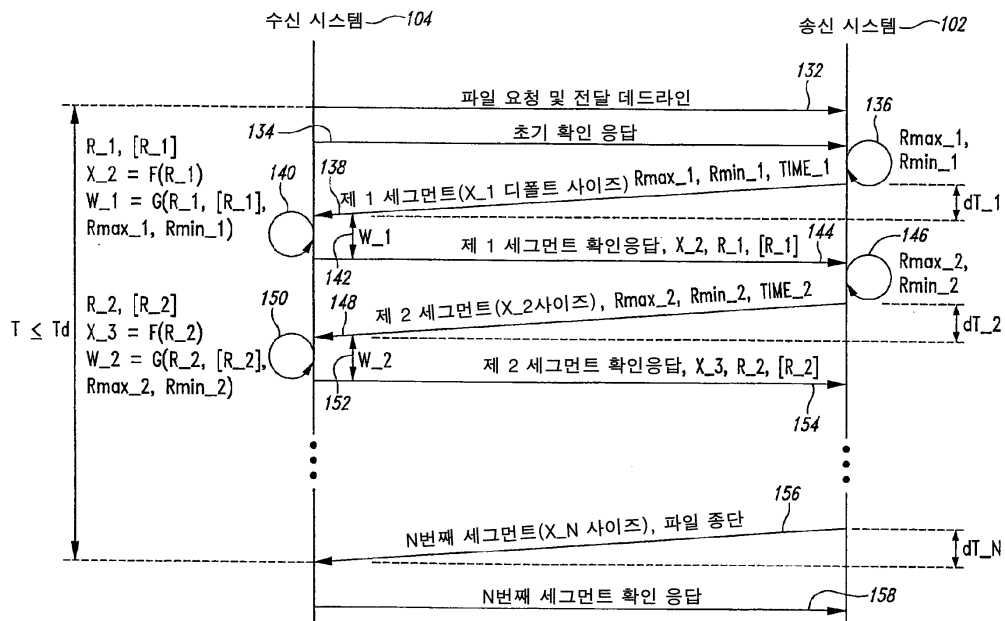 수신 시스템 104
송신 시스템 102
파일 요청 및 전달 데드라인 132
134 초기 확인 응답
136
Rmax_1,
Rmin_1
R_1, [R_1]
X_2 = F(R_1)
W_1 = G(R_1, [R_1],
Rmax_1, Rmin_1)
140
138
제 1 세그먼트(X_1 디폴트 사이즈) Rmax_1, Rmin_1, TIME_1
dT_1
W_1
142
제 1 세그먼트 확인응답, X_2, R_1, [R_1]
144
146
Rmax_2,
Rmin_2
T ≤ Td
R_2, [R_2]
X_3 = F(R_2)
W_2 = G(R_2, [R_2],
Rmax_2, Rmin_2)
150
148
제 2 세그먼트(X_2사이즈), Rmax_2, Rmin_2, TIME_2
dT_2
W_2
152
제 2 세그먼트 확인응답, X_3, R_2, [R_2]
154
156
N번째 세그먼트(X_N 사이즈), 파일 종단
dT_N
N번째 세그먼트 확인 응답 158